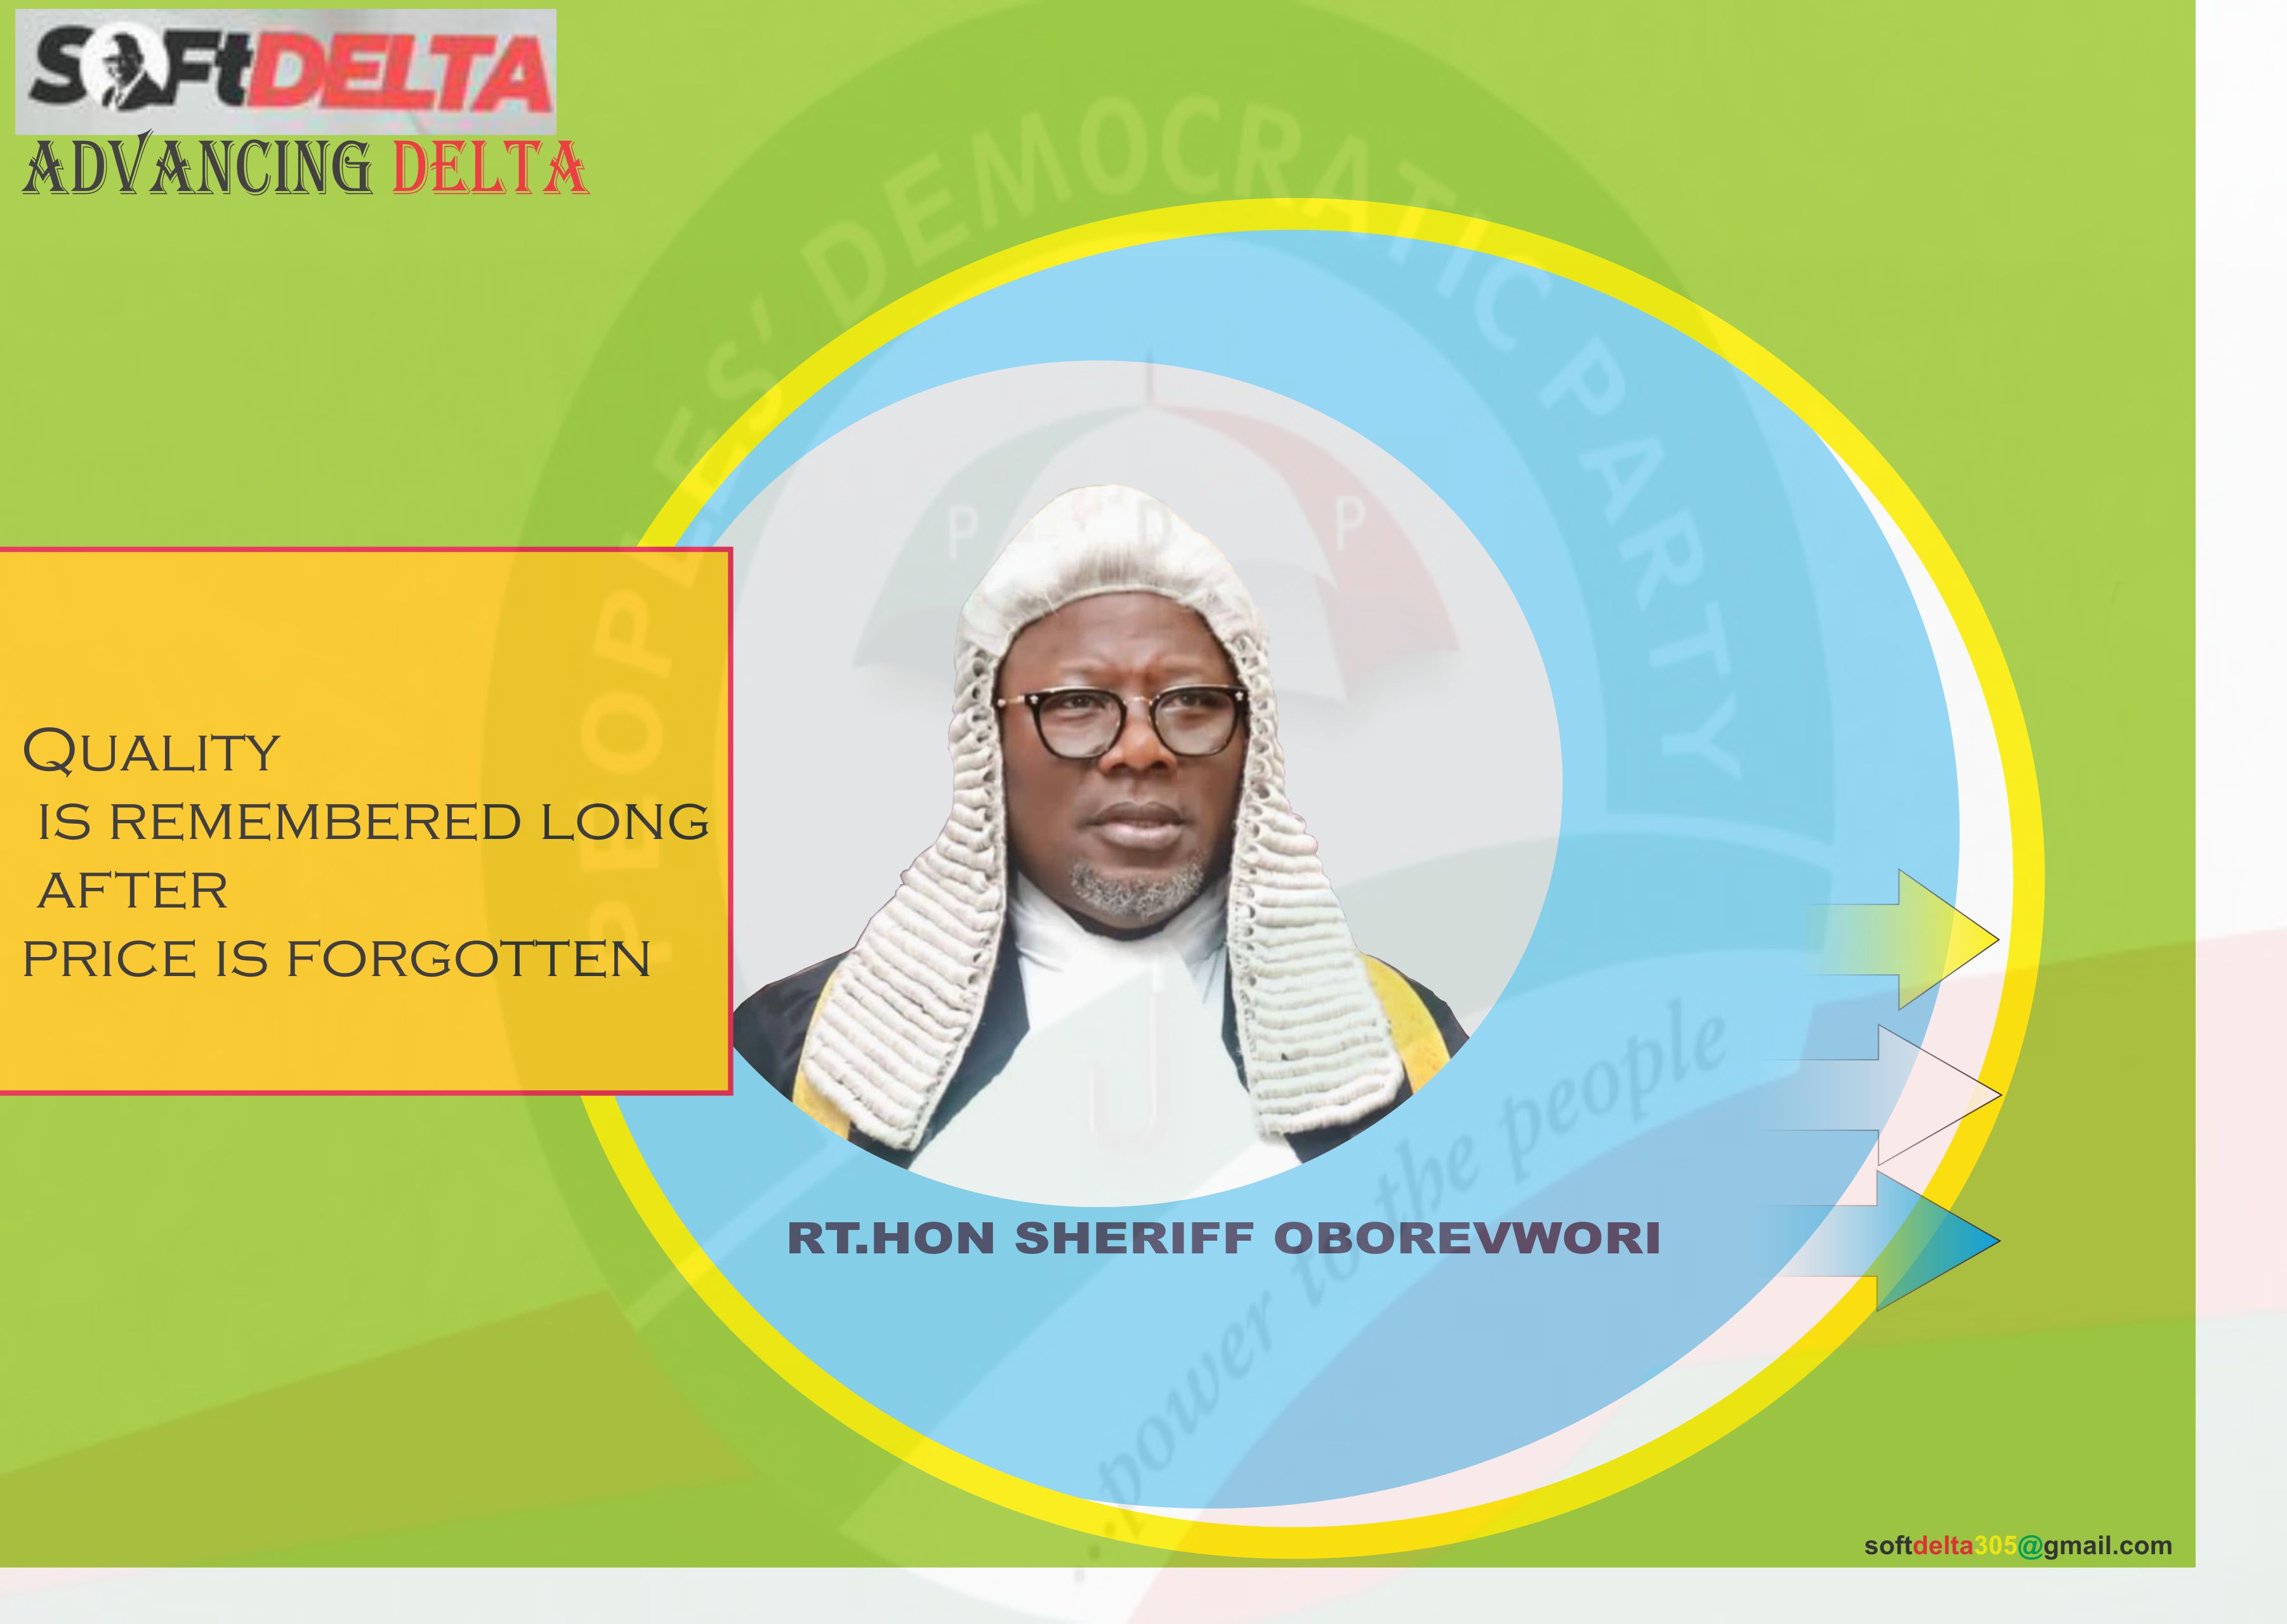 SOFtDELTA
ADVANCING DELTA
PEOPLES' DEMOCRATIC PARTY
P D P
QUALITY
IS REMEMBERED LONG
AFTER
PRICE IS FORGOTTEN
RT.HON SHERIFF OBOREVWORI
...power to the people
softdelta305@gmail.com